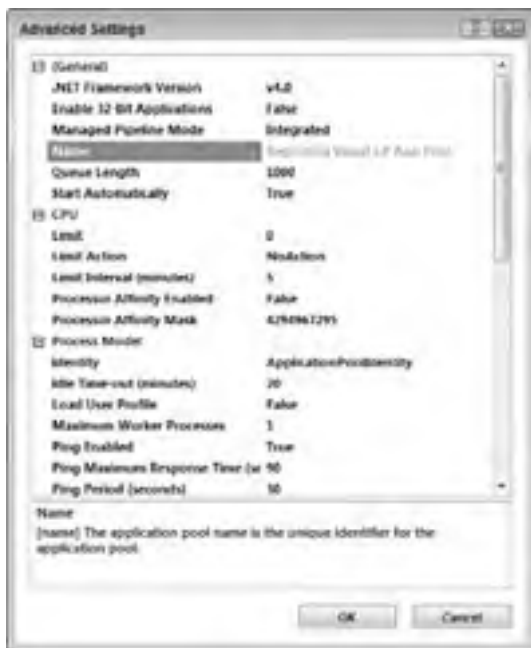 Advanced Settings
(General)
.NET Framework Version v4.0
Enable 32-Bit Applications False
Managed Pipeline Mode Integrated
Name
Queue Length 1000
Start Automatically True
CPU
Limit 0
Limit Action NoAction
Limit Interval (minutes) 5
Processor Affinity Enabled False
Processor Affinity Mask 4294967295
Process Model
Identity ApplicationPoolIdentity
Idle Time-out (minutes) 20
Load User Profile False
Maximum Worker Processes 1
Ping Enabled True
Ping Maximum Response Time (se 90
Ping Period (seconds) 30
Name
[name] The application pool name is the unique identifier for the
application pool.
OK Cancel